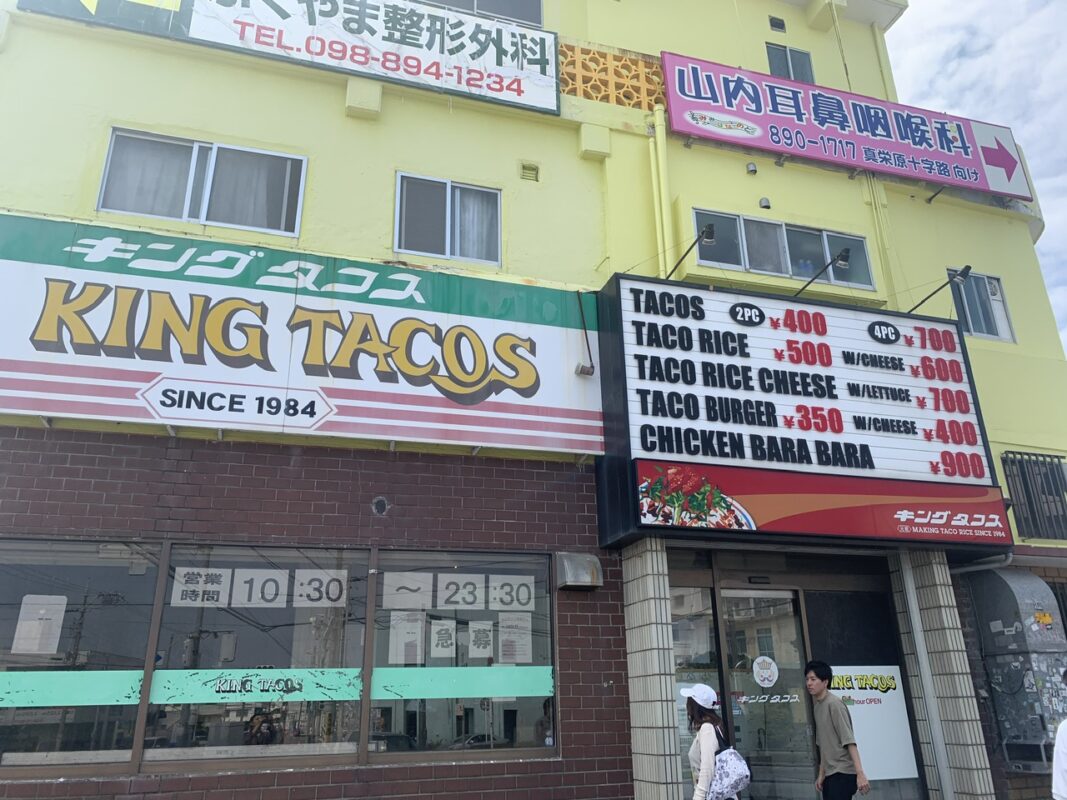 ふくやま整形外科
TEL.098-894-1234
山内耳鼻咽喉科
890-1717 真栄原十字路 向け
キングタコス
KING TACOS
SINCE 1984
TACOS 2PC ¥400 4PC ¥700
TACO RICE ¥500 W/CHEESE ¥600
TACO RICE CHEESE W/LETTUCE ¥700
TACO BURGER ¥350 W/CHEESE ¥400
CHICKEN BARA BARA ¥900
キングタコス
MAKING TACO RICE SINCE 1984
営業時間 10:30 ～ 23:30
急募
KING TACOS
キングタコス
KING TACOS
hour OPEN